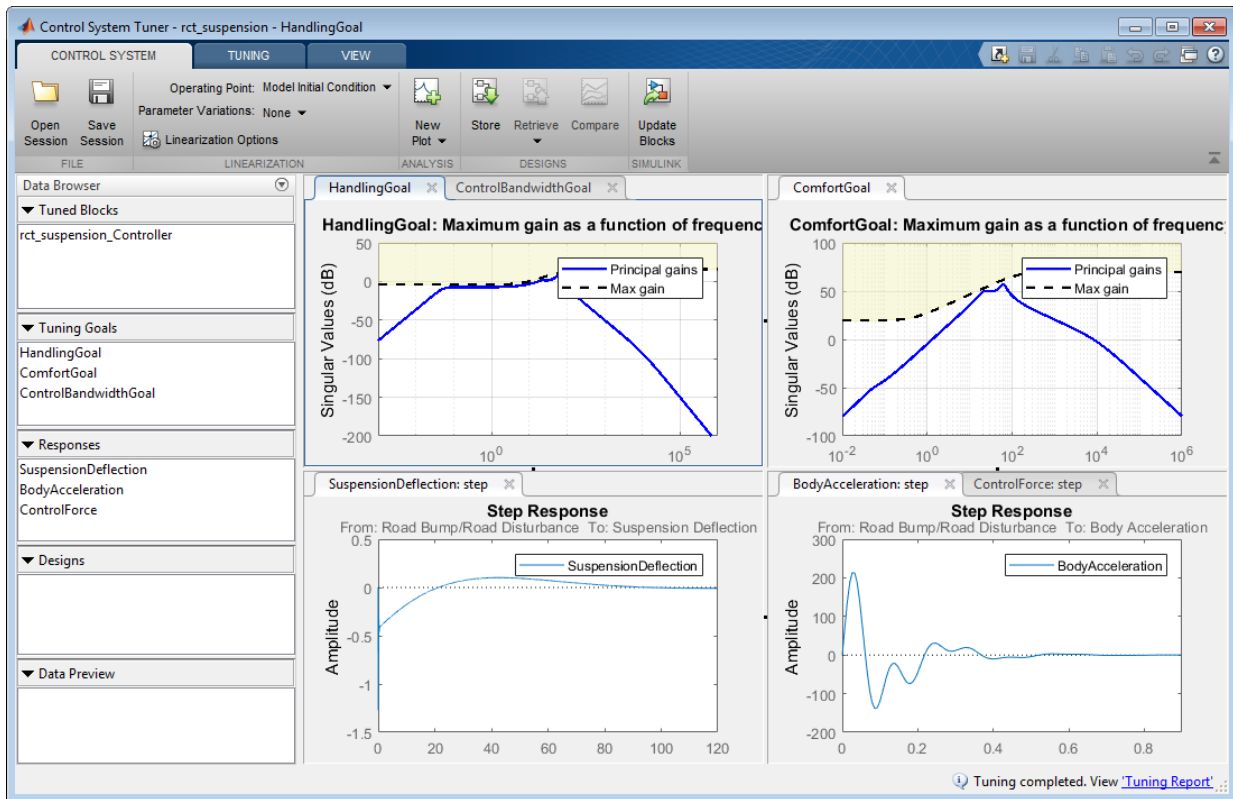 Control System Tuner - rct_suspension - HandlingGoal
CONTROL SYSTEM TUNING VIEW
Operating Point: Model Initial Condition
Parameter Variations: None
Linearization Options
Open Session
Save Session
New Plot
Store
Retrieve
Compare
Update Blocks
FILE LINEARIZATION ANALYSIS DESIGNS SIMULINK
Data Browser
Tuned Blocks
rct_suspension_Controller
Tuning Goals
HandlingGoal
ComfortGoal
ControlBandwidthGoal
Responses
SuspensionDeflection
BodyAcceleration
ControlForce
Designs
Data Preview
HandlingGoal ControlBandwidthGoal
HandlingGoal: Maximum gain as a function of frequenc
Singular Values (dB)
50
0
-50
-100
-150
-200
Principal gains
Max gain
10^0 10^5
ComfortGoal
ComfortGoal: Maximum gain as a function of frequenc
Singular Values (dB)
100
50
0
-50
-100
Principal gains
Max gain
10^-2 10^0 10^2 10^4 10^6
SuspensionDeflection: step
Step Response
From: Road Bump/Road Disturbance To: Suspension Deflection
Amplitude
0.5
0
-0.5
-1
-1.5
SuspensionDeflection
0 20 40 60 80 100 120
BodyAcceleration: step ControlForce: step
Step Response
From: Road Bump/Road Disturbance To: Body Acceleration
Amplitude
300
200
100
0
-100
-200
BodyAcceleration
0 0.2 0.4 0.6 0.8
Tuning completed. View 'Tuning Report'